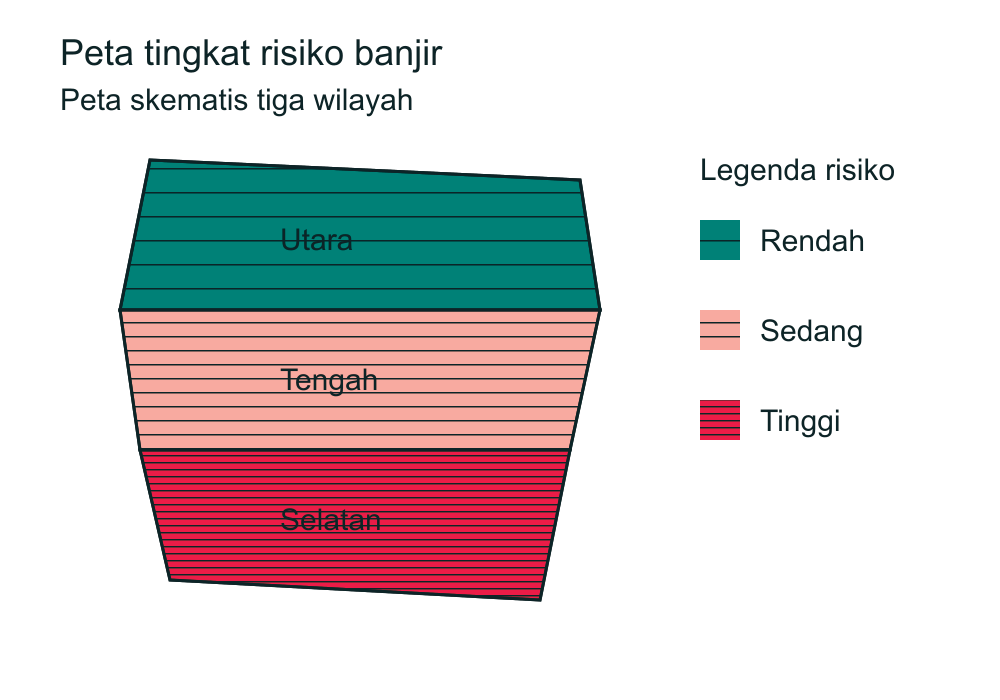 Peta tingkat risiko banjir
Peta skematis tiga wilayah
Utara
Tengah
Selatan
Legenda risiko
Rendah
Sedang
Tinggi